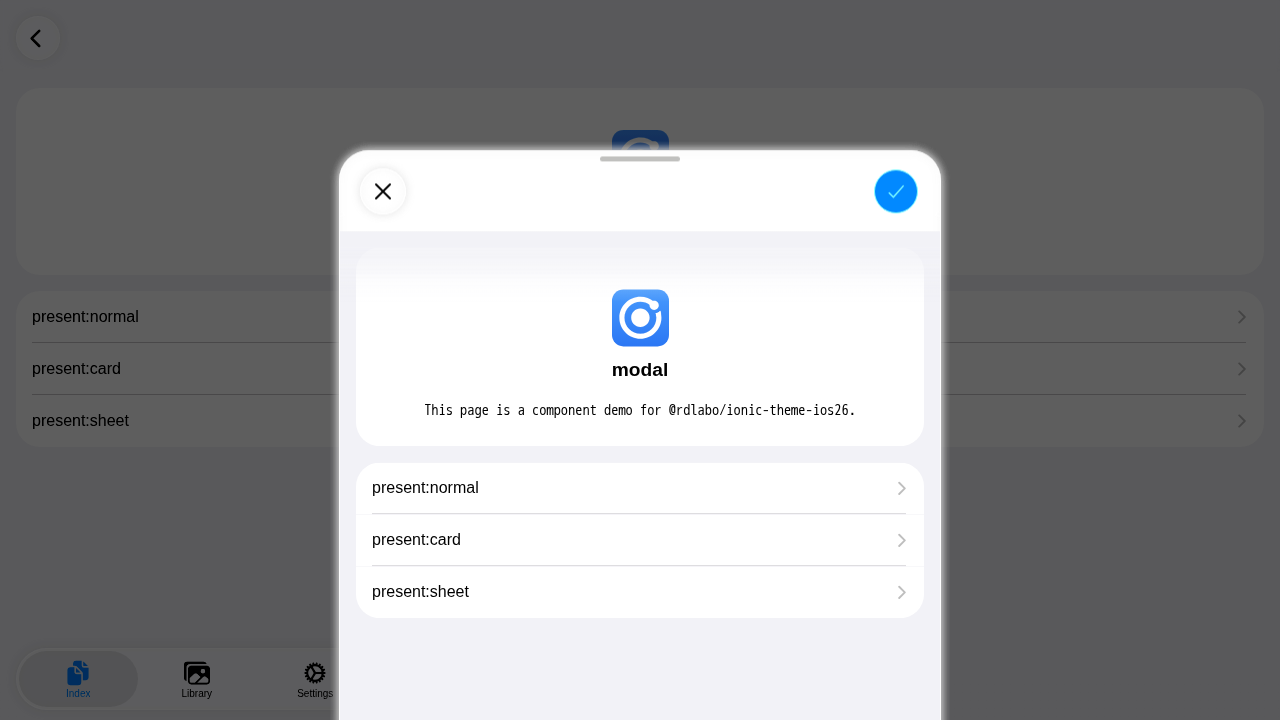 present:normal
present:card
present:sheet
modal
This page is a component demo for @rdlabo/ionic-theme-ios26.
present:normal
present:card
present:sheet
Index
Library
Settings